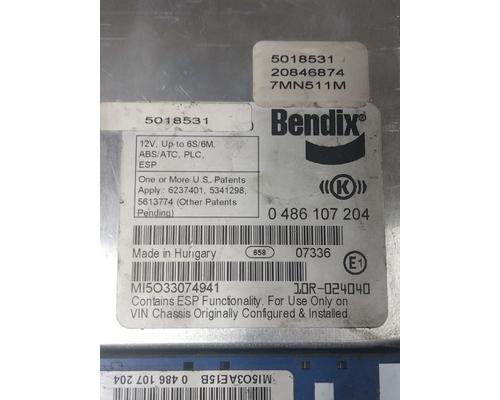 5018531
20846874
7MN511M
5018531
Bendix
12V, Up to 6S/6M,
ABS/ATC, PLC,
ESP
One or More U.S. Patents
Apply : 6237401, 5341298,
5613774 (Other Patents
Pending)
K
0 486 107 204
Made in Hungary 658 07336
E1
MI5O33074941 10R-024040
Contains ESP Functionality. For Use Only on
VIN Chassis Originally Configured & Installed.
MI5O3AE15B 0 486 107 204